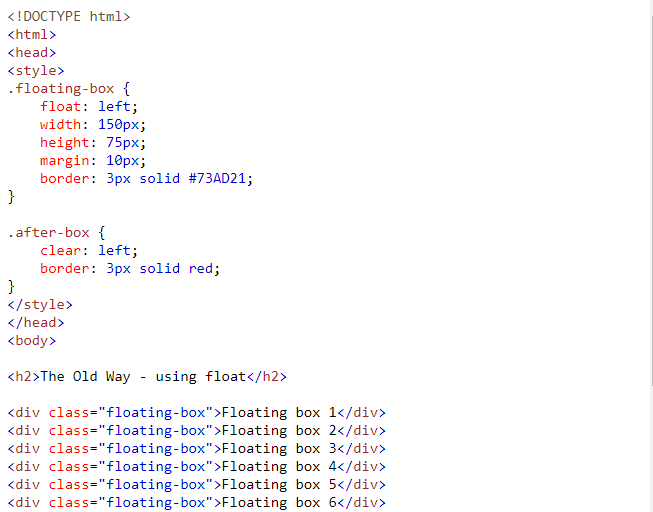 <!DOCTYPE html>
<html>
<head>
<style>
.floating-box {
    float: left;
    width: 150px;
    height: 75px;
    margin: 10px;
    border: 3px solid #73AD21;
}

.after-box {
    clear: left;
    border: 3px solid red;
}
</style>
</head>
<body>

<h2>The Old Way - using float</h2>

<div class="floating-box">Floating box 1</div>
<div class="floating-box">Floating box 2</div>
<div class="floating-box">Floating box 3</div>
<div class="floating-box">Floating box 4</div>
<div class="floating-box">Floating box 5</div>
<div class="floating-box">Floating box 6</div>